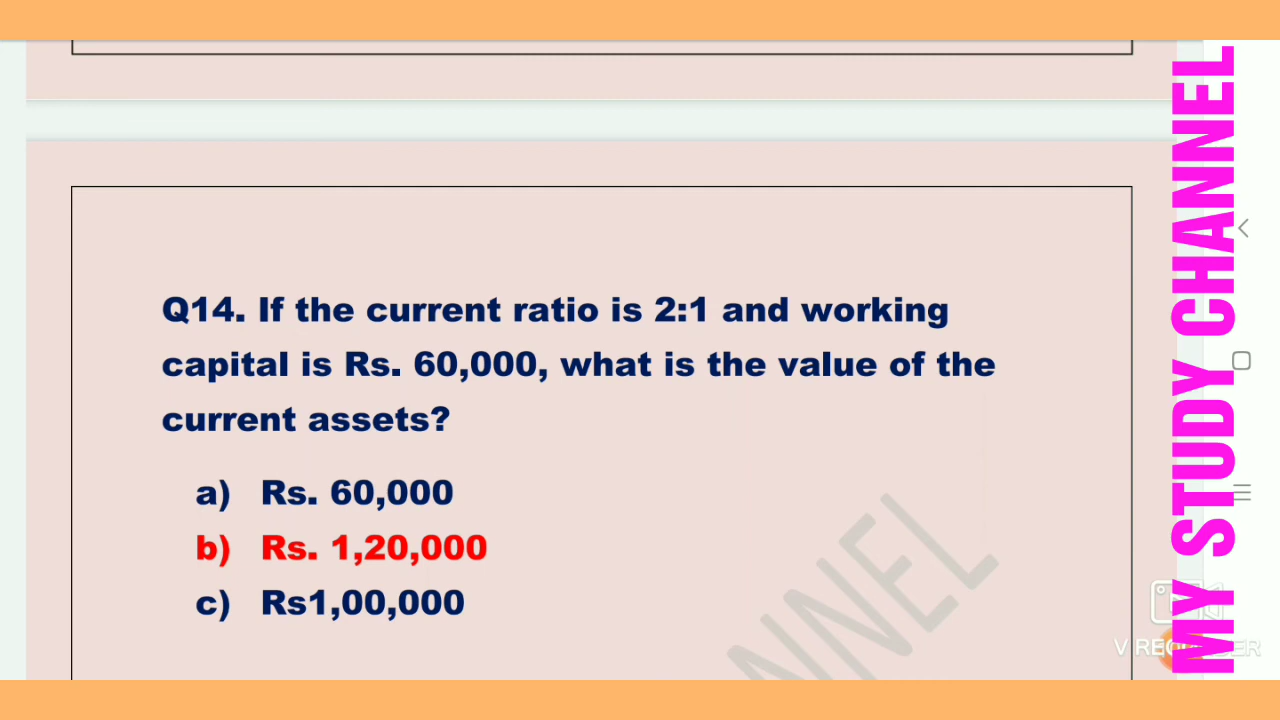 Q14. If the current ratio is 2:1 and working
capital is Rs. 60,000, what is the value of the
current assets?
a) Rs. 60,000
b) Rs. 1,20,000
c) Rs1,00,000
MY STUDY CHANNEL